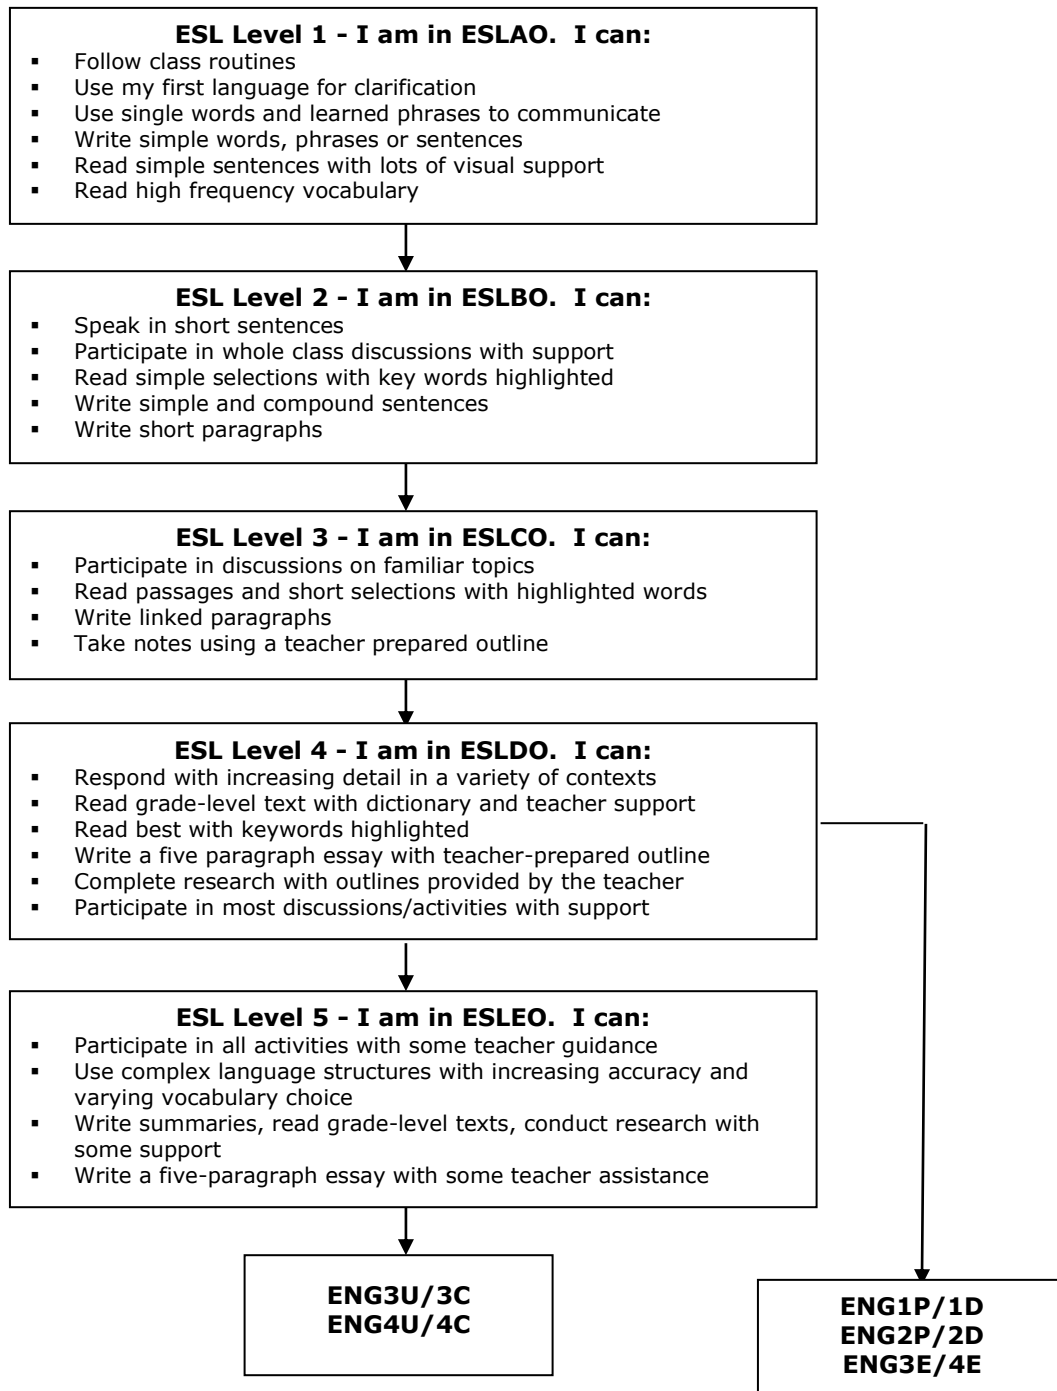 ESL Level 1 - I am in ESLAO.  I can:
▪ Follow class routines
▪ Use my first language for clarification
▪ Use single words and learned phrases to communicate
▪ Write simple words, phrases or sentences
▪ Read simple sentences with lots of visual support
▪ Read high frequency vocabulary
ESL Level 2 - I am in ESLBO.  I can:
▪ Speak in short sentences
▪ Participate in whole class discussions with support
▪ Read simple selections with key words highlighted
▪ Write simple and compound sentences
▪ Write short paragraphs
ESL Level 3 - I am in ESLCO.  I can:
▪ Participate in discussions on familiar topics
▪ Read passages and short selections with highlighted words
▪ Write linked paragraphs
▪ Take notes using a teacher prepared outline
ESL Level 4 - I am in ESLDO.  I can:
▪ Respond with increasing detail in a variety of contexts
▪ Read grade-level text with dictionary and teacher support
▪ Read best with keywords highlighted
▪ Write a five paragraph essay with teacher-prepared outline
▪ Complete research with outlines provided by the teacher
▪ Participate in most discussions/activities with support
ESL Level 5 - I am in ESLEO.  I can:
▪ Participate in all activities with some teacher guidance
▪ Use complex language structures with increasing accuracy and
varying vocabulary choice
▪ Write summaries, read grade-level texts, conduct research with
some support
▪ Write a five-paragraph essay with some teacher assistance
ENG3U/3C
ENG4U/4C
ENG1P/1D
ENG2P/2D
ENG3E/4E